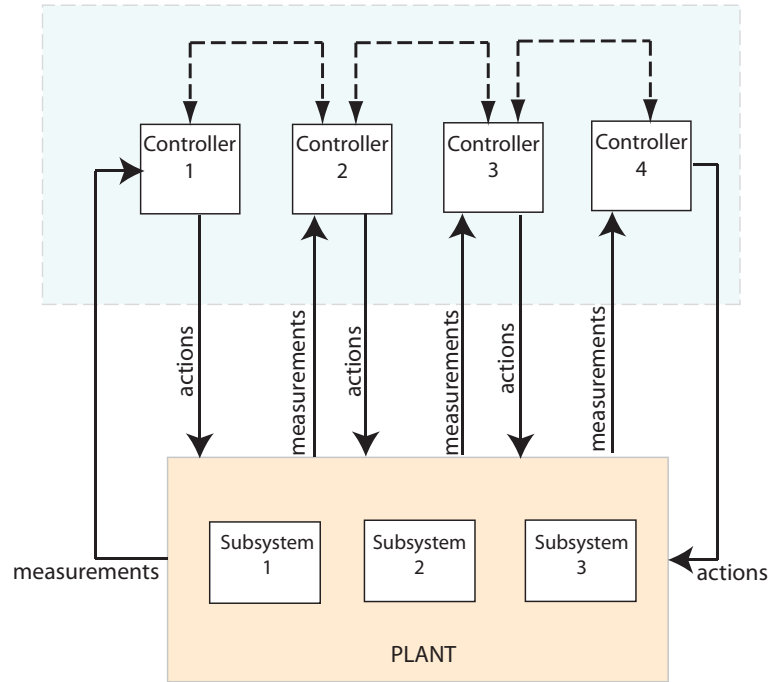 Controller
1
Controller
2
Controller
3
Controller
4
actions
measurements
actions
measurements
actions
measurements
measurements
actions
Subsystem
1
Subsystem
2
Subsystem
3
PLANT